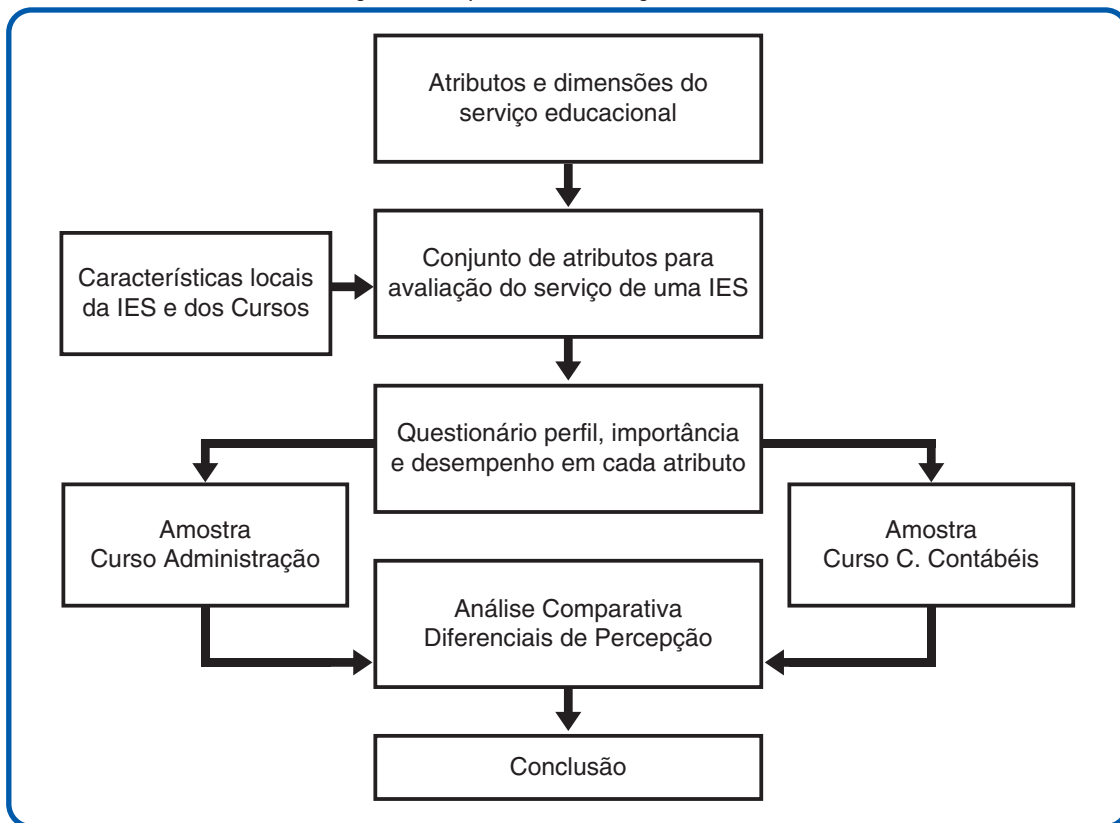 Atributos e dimensões do
serviço educacional
Características locais
da IES e dos Cursos
Conjunto de atributos para
avaliação do serviço de uma IES
Questionário perfil, importância
e desempenho em cada atributo
Amostra
Curso Administração
Amostra
Curso C. Contábéis
Análise Comparativa
Diferenciais de Percepção
Conclusão